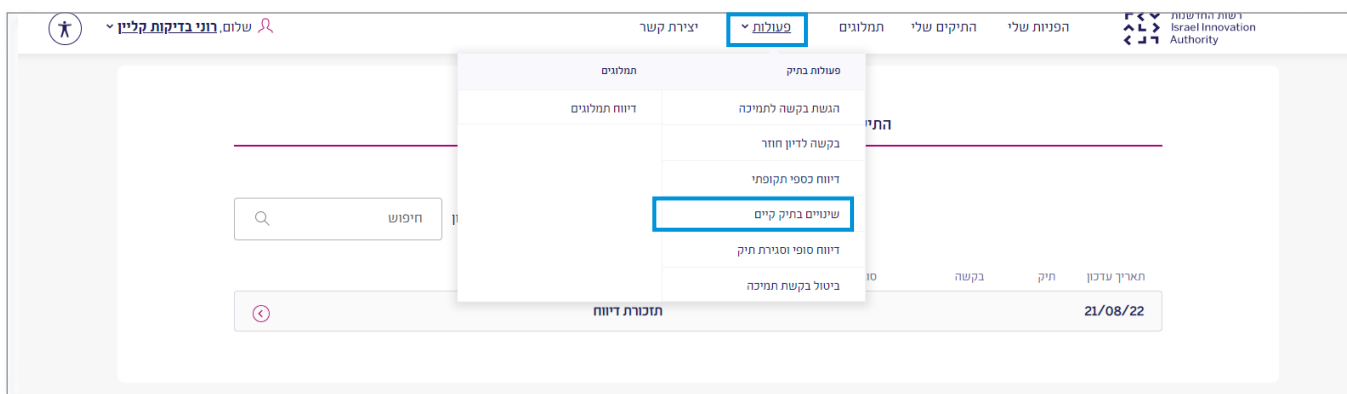 רשות החדשנות
Israel Innovation
Authority
הפניות שלי
התיקים שלי
תמלוגים
פעולות
יצירת קשר
שלום, רוני בדיקות קליין
פעולות בתיק
תמלוגים
הגשת בקשה לתמיכה
דיווח תמלוגים
בקשה לדיון חוזר
דיווח כספי תקופתי
שינויים בתיק קיים
דיווח סופי וסגירת תיק
ביטול בקשת תמיכה
חיפוש
תאריך עדכון
תיק
בקשה
21/08/22
תזכורת דיווח